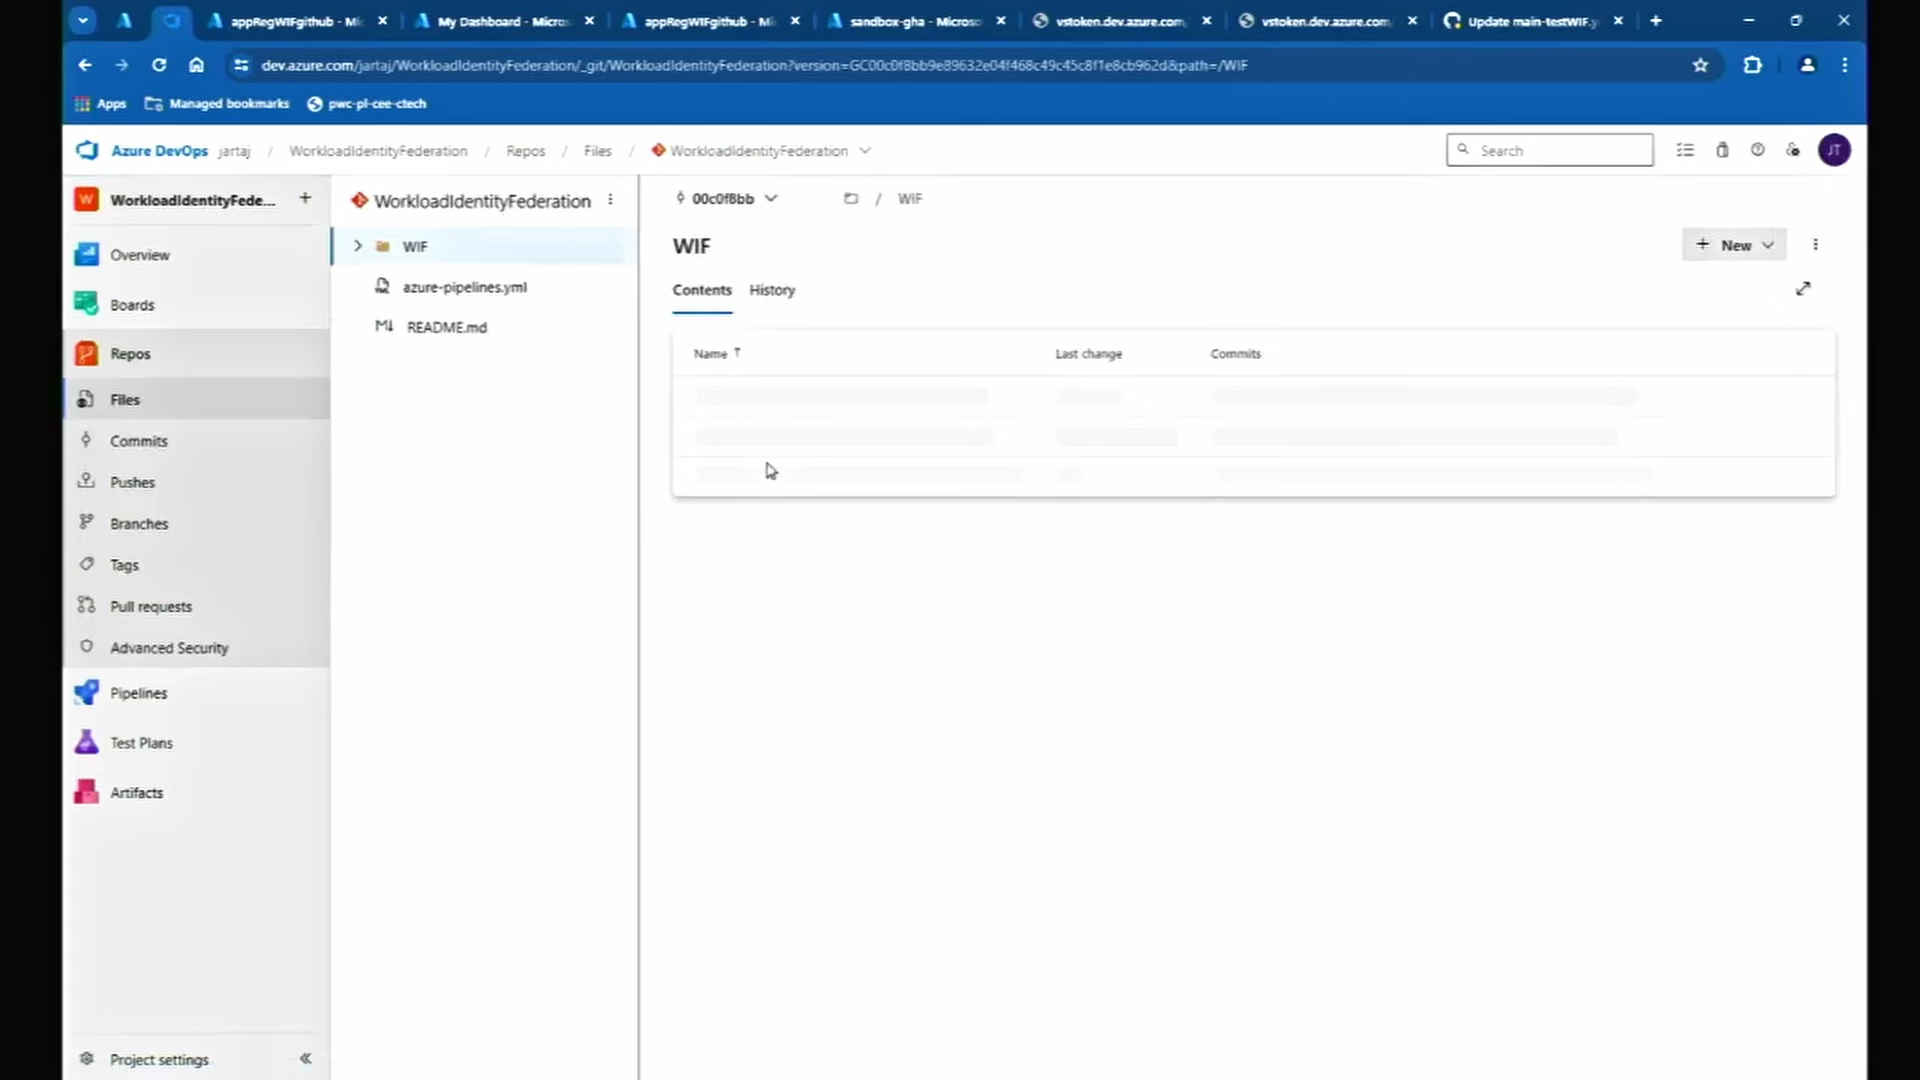 appRegWIFgithub - Mi
My Dashboard - Micros
appRegWIFgithub - Mi
sandbox-gha - Microso
vstoken.dev.azure.com
vstoken.dev.azure.com
Update main-testWIF.y
dev.azure.com/jartaj/WorkloadIdentityFederation/_git/WorkloadIdentityFederation?version=GC00c0f8bb9e89632e04f468c49c45c8f1e8cb962d&path=/WIF
Apps
Managed bookmarks
pwc-pl-cee-ctech
Azure DevOps jartaj / WorkloadIdentityFederation / Repos / Files / WorkloadIdentityFederation
Search
JT
W WorkloadIdentityFede... +
Overview
Boards
Repos
Files
Commits
Pushes
Branches
Tags
Pull requests
Advanced Security
Pipelines
Test Plans
Artifacts
Project settings
WorkloadIdentityFederation
WIF
azure-pipelines.yml
README.md
00c0f8bb
/ WIF
WIF
+ New
Contents
History
Name ↑
Last change
Commits